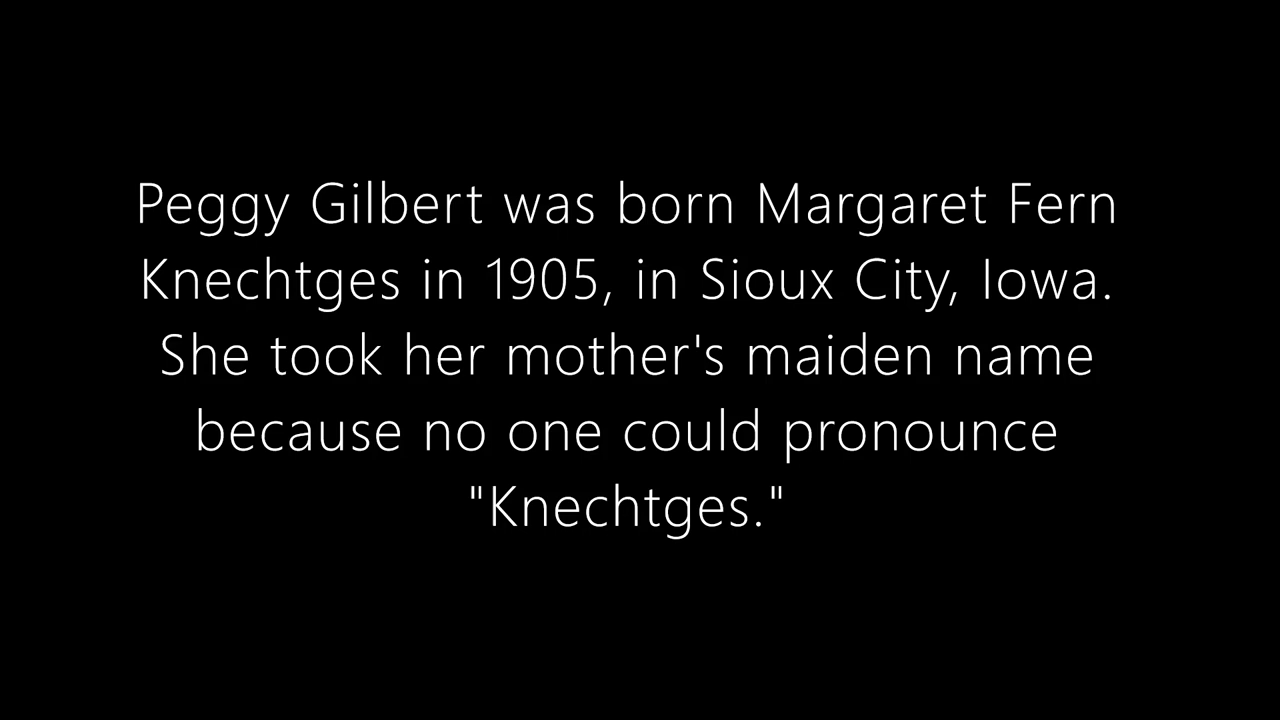 Peggy Gilbert was born Margaret Fern
Knechtges in 1905, in Sioux City, Iowa.
She took her mother's maiden name
because no one could pronounce
"Knechtges."